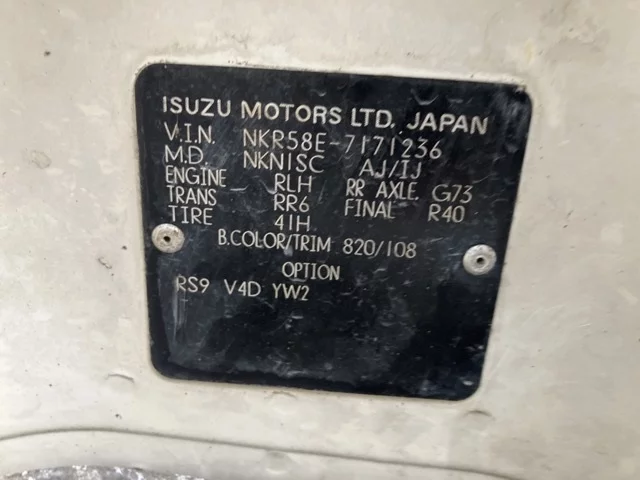 ISUZU MOTORS LTD. JAPAN
V.I.N. NKR58E-7171236
M.D. NKN1SC AJ/IJ
ENGINE RLH RR AXLE. G73
TRANS RR6 FINAL R40
TIRE 41H
B.COLOR/TRIM 820/108
OPTION
RS9 V4D YW2